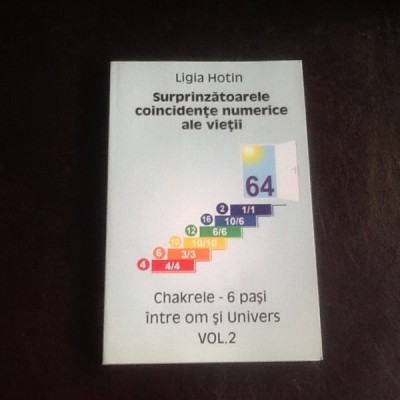 Ligia Hotin
Surprinzătoarele
coincidențe numerice
ale vieții
64
2 1/1
16 10/6
12 6/6
10 10/10
6 3/3
4 4/4
Chakrele - 6 pași
între om și Univers
VOL.2